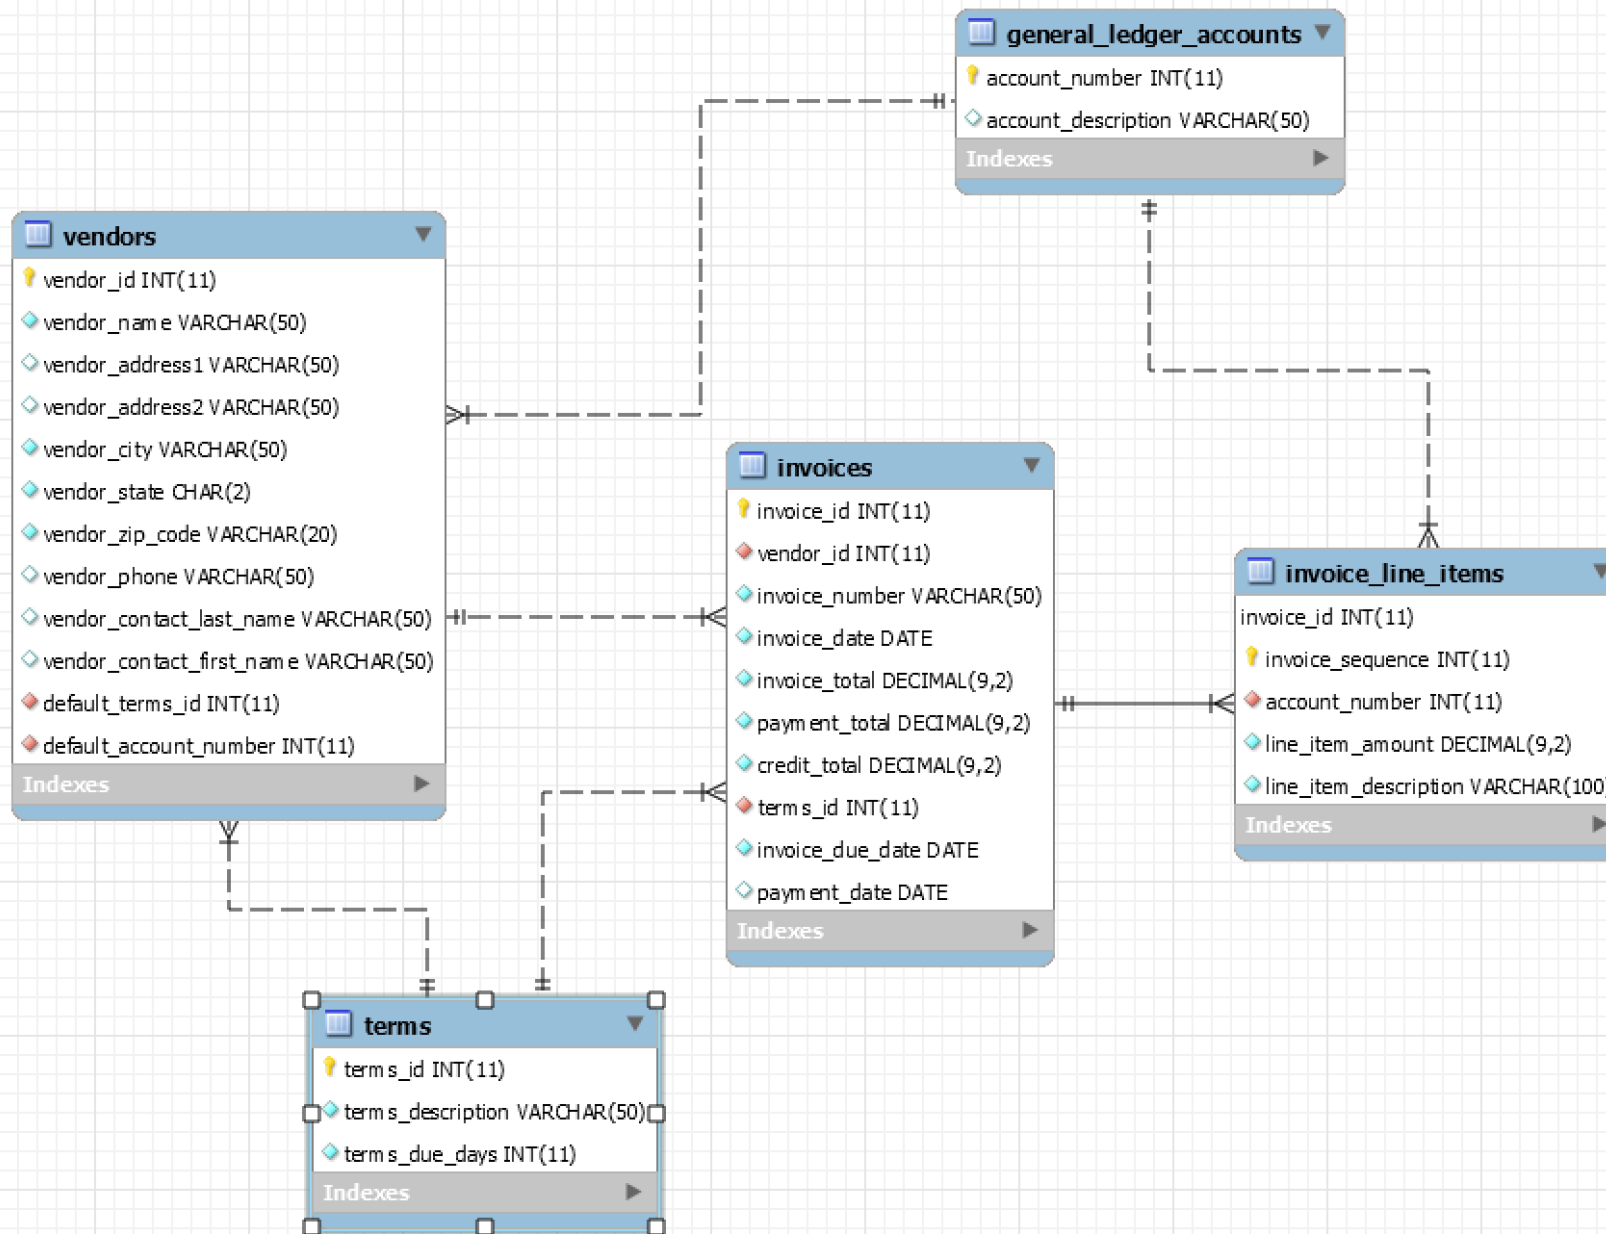 general_ledger_accounts
account_number INT(11)
account_description VARCHAR(50)
Indexes
vendors
vendor_id INT(11)
vendor_name VARCHAR(50)
vendor_address1 VARCHAR(50)
vendor_address2 VARCHAR(50)
vendor_city VARCHAR(50)
vendor_state CHAR(2)
vendor_zip_code VARCHAR(20)
vendor_phone VARCHAR(50)
vendor_contact_last_name VARCHAR(50)
vendor_contact_first_name VARCHAR(50)
default_terms_id INT(11)
default_account_number INT(11)
Indexes
invoices
invoice_id INT(11)
vendor_id INT(11)
invoice_number VARCHAR(50)
invoice_date DATE
invoice_total DECIMAL(9,2)
payment_total DECIMAL(9,2)
credit_total DECIMAL(9,2)
terms_id INT(11)
invoice_due_date DATE
payment_date DATE
Indexes
invoice_line_items
invoice_id INT(11)
invoice_sequence INT(11)
account_number INT(11)
line_item_amount DECIMAL(9,2)
line_item_description VARCHAR(100)
Indexes
terms
terms_id INT(11)
terms_description VARCHAR(50)
terms_due_days INT(11)
Indexes